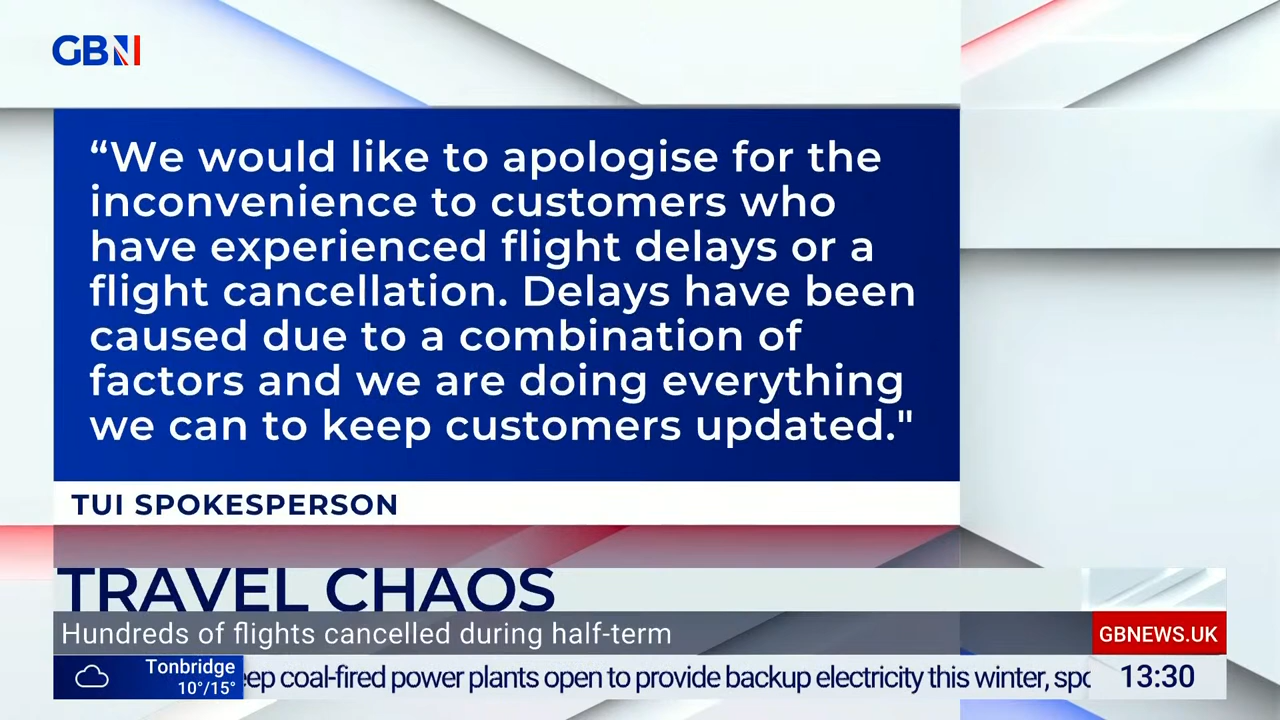 GBN
“We would like to apologise for the
inconvenience to customers who
have experienced flight delays or a
flight cancellation. Delays have been
caused due to a combination of
factors and we are doing everything
we can to keep customers updated."
TUI SPOKESPERSON
TRAVEL CHAOS
Hundreds of flights cancelled during half-term
GBNEWS.UK
Tonbridge
10°/15°
coal-fired power plants open to provide backup electricity this winter,
13:30